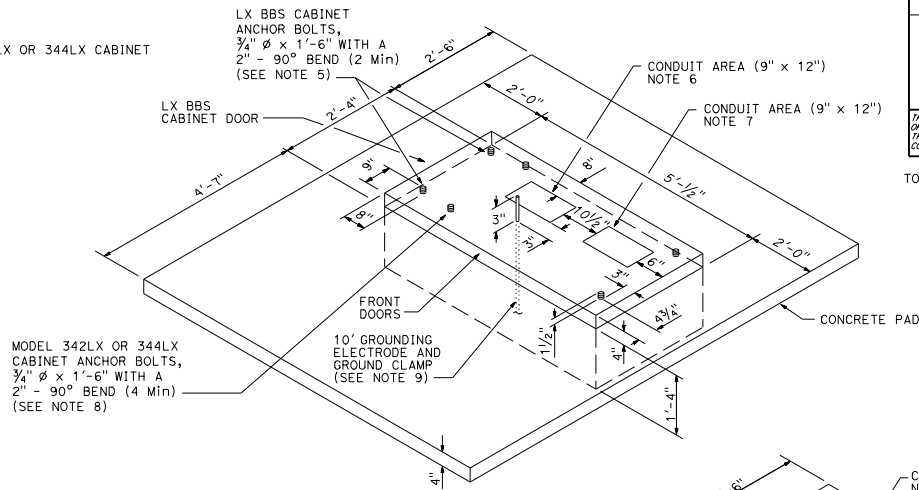 LX OR 344LX CABINET
LX BBS CABINET
ANCHOR BOLTS,
¾" Ø x 1'-6" WITH A
2" - 90° BEND (2 Min)
(SEE NOTE 5)
2'-6"
CONDUIT AREA (9" x 12")
NOTE 6
LX BBS
CABINET DOOR
2'-4"
2'-0"
CONDUIT AREA (9" x 12")
NOTE 7
TO
4'-7"
9"
8"
5'-½"
8"
3"
10½"
3"
6"
2'-0"
3"
FRONT
DOORS
4¾"
1½"
4"
CONCRETE PAD
MODEL 342LX OR 344LX
CABINET ANCHOR BOLTS,
¾" Ø x 1'-6" WITH A
2" - 90° BEND (4 Min)
(SEE NOTE 8)
10' GROUNDING
ELECTRODE AND
GROUND CLAMP
(SEE NOTE 9)
1'-4"
4"
6"
C
N